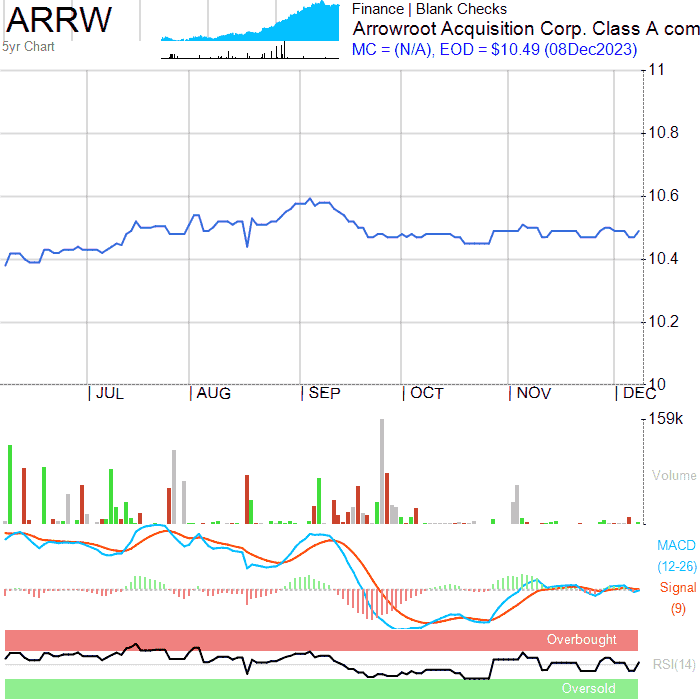 ARRW
5yr Chart
Finance | Blank Checks
Arrowroot Acquisition Corp. Class A com
MC = (N/A), EOD = $10.49 (08Dec2023)
11
10.8
10.6
10.4
10.2
10
JUL AUG SEP OCT NOV DEC
159k
Volume
MACD
(12-26)
Signal
(9)
Overbought
RSI(14)
Oversold